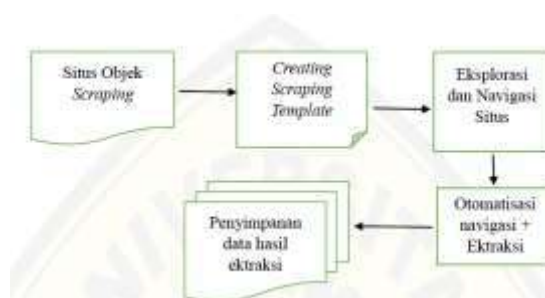 Situs Objek
Scraping
Creating
Scraping
Template
Eksplorasi
dan Navigasi
Situs
Otomatisasi
navigasi +
Ektraksi
Penyimpanan
data hasil
ektraksi